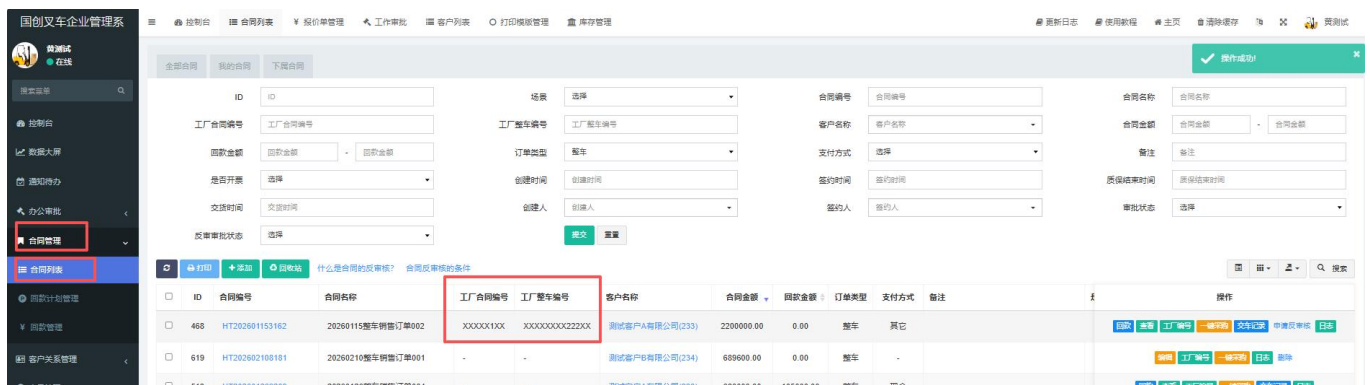 国创叉车企业管理系
控制台 合同列表 ¥ 报价单管理 工作审批 客户列表 打印模版管理 库存管理 更新日志 使用教程 主页 清除缓存 黄测试
黄测试
在线
搜索菜单
控制台
数据大屏
通知待办
办公审批
合同管理
合同列表
回款计划管理
¥ 回款管理
客户关系管理
操作成功! ×
全部合同 我的合同 下属合同
ID ID 场景 选择 合同编号 合同编号 合同名称 合同名称
工厂合同编号 工厂合同编号 工厂整车编号 工厂整车编号 客户名称 客户名称 合同金额 合同金额 - 合同金额
回款金额 回款金额 - 回款金额 订单类型 整车 支付方式 选择 备注 备注
是否开票 选择 创建时间 创建时间 签约时间 签约时间 质保结束时间 质保结束时间
交货时间 交货时间 创建人 创建人 签约人 签约人 审批状态 选择
反审审批状态 选择 提交 重置
打印 添加 回收站 什么是合同的反审核? 合同反审核的条件 搜索
ID 合同编号 合同名称 工厂合同编号 工厂整车编号 客户名称 合同金额 回款金额 订单类型 支付方式 备注 操作
468 HT202601153162 20260115整车销售订单002 XXXXX1XX XXXXXXXX222XX 测试客户A有限公司(233) 2200000.00 0.00 整车 其它 回款 查看 工厂编号 一键采购 交车记录 申请反审核 日志
619 HT202602108181 20260210整车销售订单001 - - 测试客户B有限公司(234) 689600.00 0.00 整车 - 编辑 工厂编号 一键采购 日志 删除